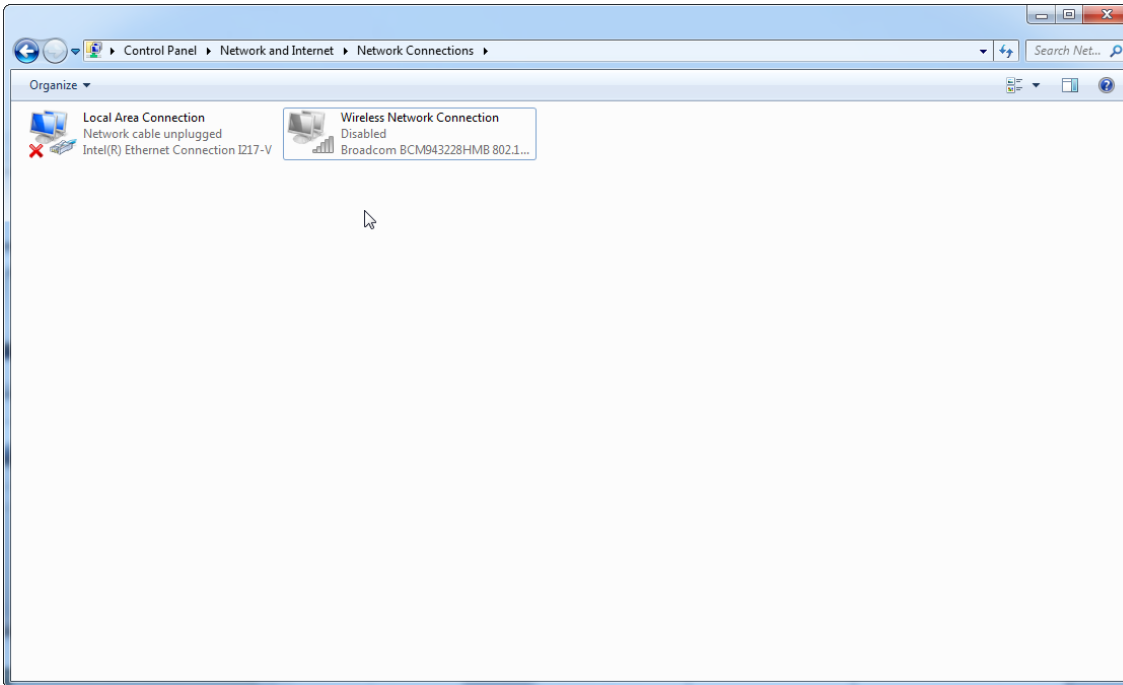 Control Panel Network and Internet Network Connections
Search Net...
Organize
Local Area Connection
Network cable unplugged
Intel(R) Ethernet Connection I217-V
Wireless Network Connection
Disabled
Broadcom BCM943228HMB 802.1...